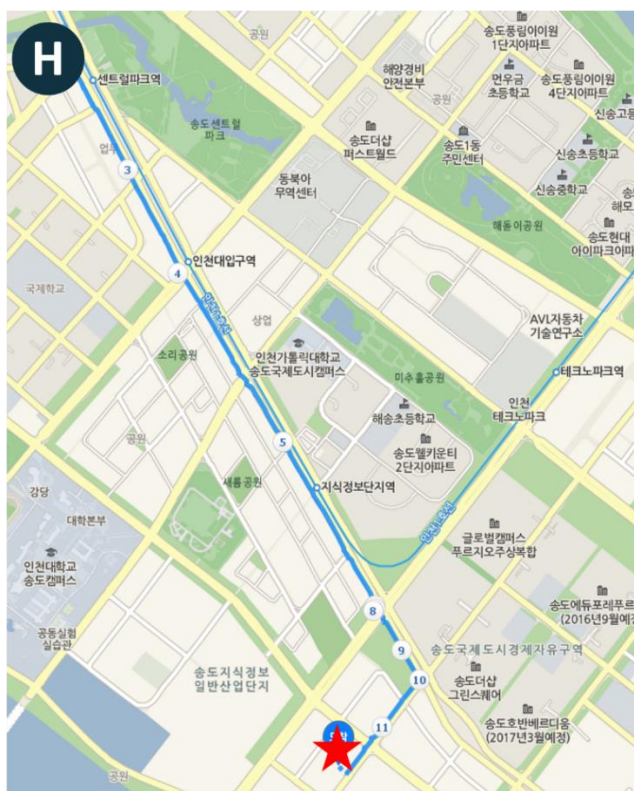 H
공원
송도풍림아이원
1단지아파트
해양경비
안전본부
먼우금
초등학교
송도풍림아이원
4단지아파트
센트럴파크역
공원
신송고등
송도센트럴
파크
송도더샵
퍼스트월드
송도1동
주민센터
신송초등학교
업무
3
동북아
무역센터
신송중학교
해모
해돋이공원
송도현대
아이파크아파
인천대입구역
4
국제학교
인천1호선
상업
AVL자동차
기술연구소
소리공원
인천가톨릭대학교
송도국제도시캠퍼스
미추홀공원
테크노파크역
해송초등학교
인천
테크노파크
공원
5
송도웰카운티
2단지아파트
새름공원
지식정보단지역
강당
대학본부
인천1호선
글로벌캠퍼스
푸르지오주상복합
인천대학교
송도캠퍼스
8
송도에듀포레푸르
(2016년9월예정
공동실험
실습관
9
송도국제도시경제자유구역
송도지식정보
일반산업단지
10
송도더샵
그린스퀘어
11
송도호반베르디움
(2017년3월예정)
공원